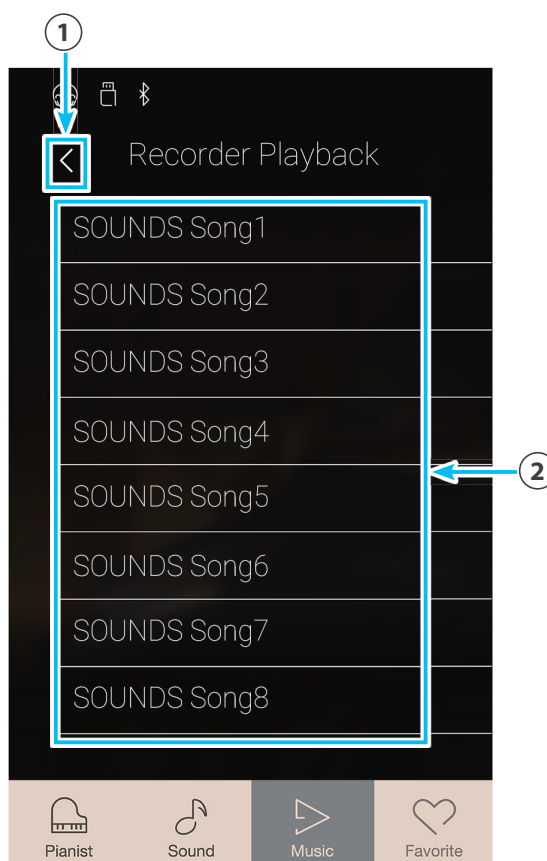 1
Recorder Playback
SOUNDS Song1
SOUNDS Song2
SOUNDS Song3
SOUNDS Song4
2
SOUNDS Song5
SOUNDS Song6
SOUNDS Song7
SOUNDS Song8
Pianist Sound Music Favorite